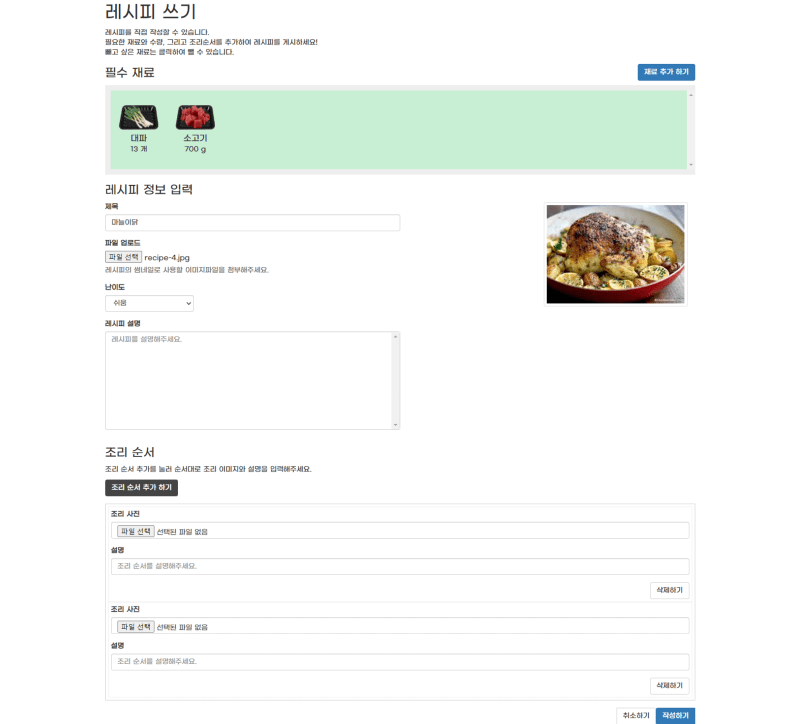 레시피 쓰기
레시피를 직접 작성할 수 있습니다.
필요한 재료와 수량, 그리고 조리순서를 추가하여 레시피를 게시하세요!
빼고 싶은 재료는 클릭하여 뺄 수 있습니다.
필수 재료
재료 추가 하기
대파
13 개
소고기
700 g
레시피 정보 입력
제목
마늘이닭
파일 업로드
파일 선택 recipe-4.jpg
레시피의 썸네일로 사용할 이미지파일을 첨부해주세요.
난이도
쉬움
레시피 설명
레시피를 설명해주세요.
조리 순서
조리 순서 추가를 눌러 순서대로 조리 이미지와 설명을 입력해주세요.
조리 순서 추가 하기
조리 사진
파일 선택 선택된 파일 없음
설명
조리 순서를 설명해주세요.
삭제하기
조리 사진
파일 선택 선택된 파일 없음
설명
조리 순서를 설명해주세요.
삭제하기
취소하기 작성하기